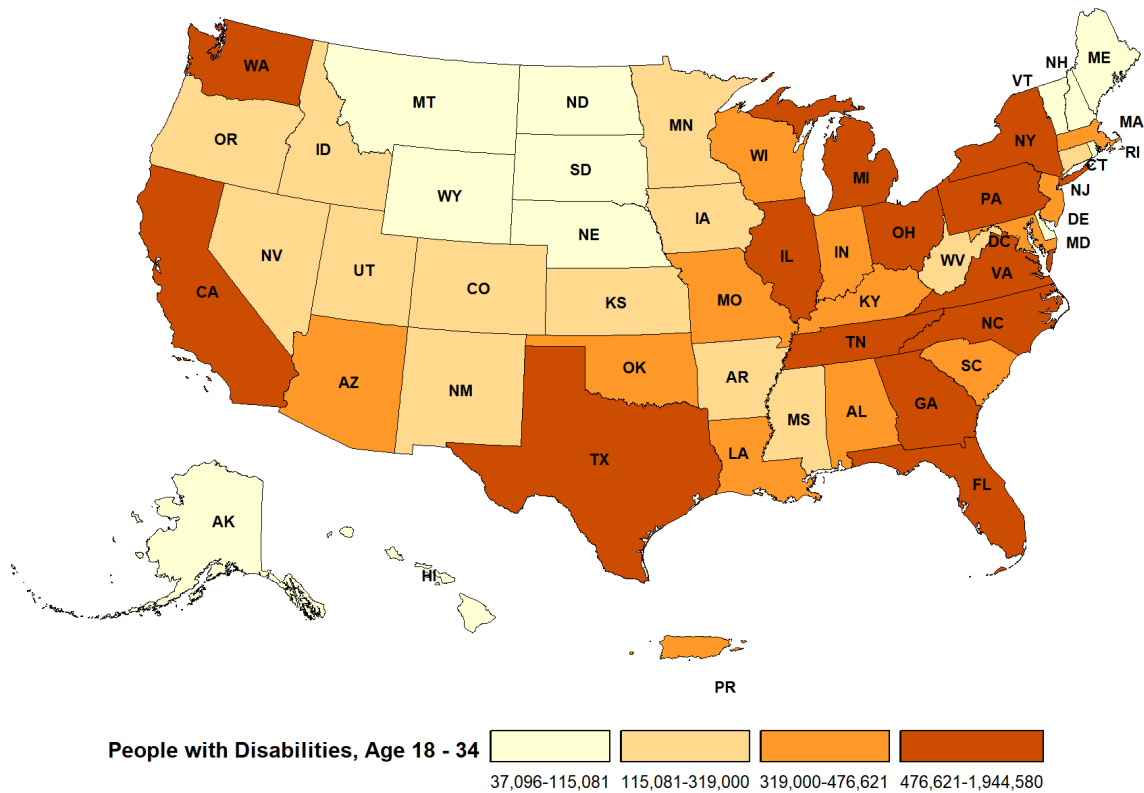 WA
MT
ND
MN
VT
NH
ME
OR
ID
WI
MI
NY
MA
RI
CT
SD
WY
IA
NE
PA
NJ
DE
MD
DC
NV
UT
CO
KS
MO
IL
IN
OH
WV
VA
KY
CA
AZ
NM
OK
AR
TN
NC
SC
MS
AL
GA
LA
TX
FL
AK
HI
PR
People with Disabilities, Age 18 - 34
37,096-115,081 115,081-319,000 319,000-476,621 476,621-1,944,580